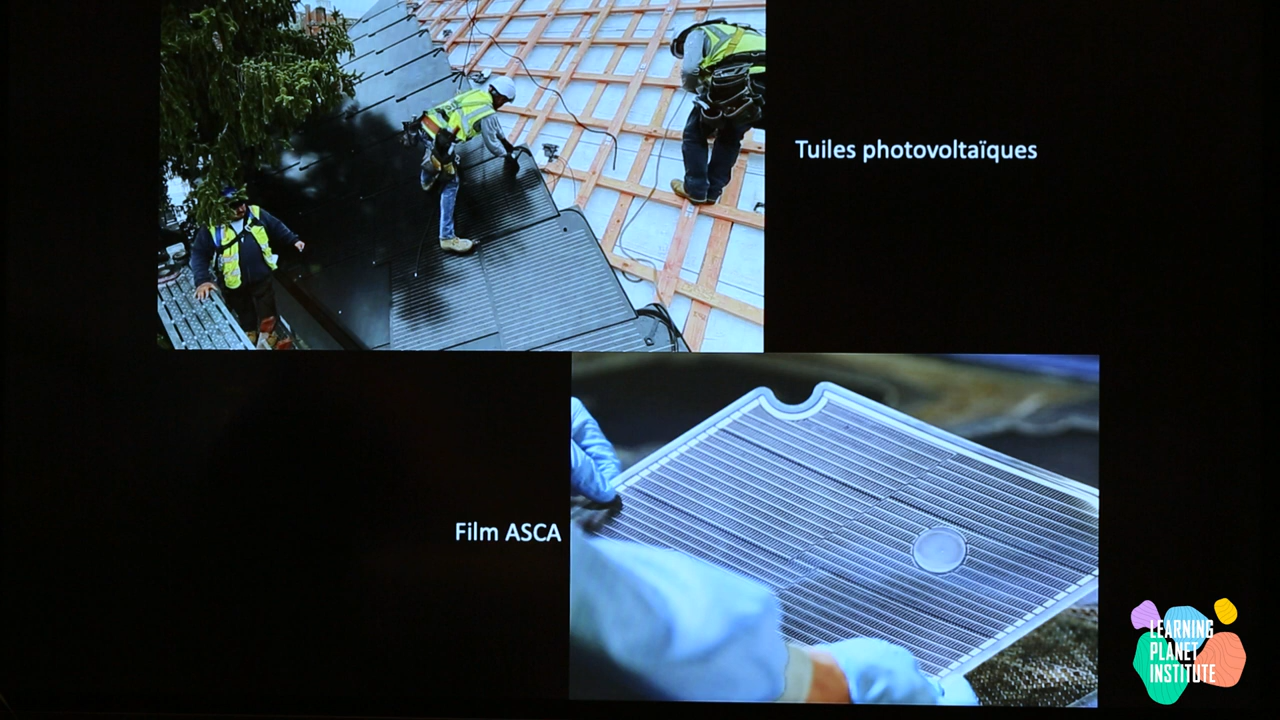 Tuiles photovoltaïques
Film ASCA
LEARNING
PLANET
INSTITUTE